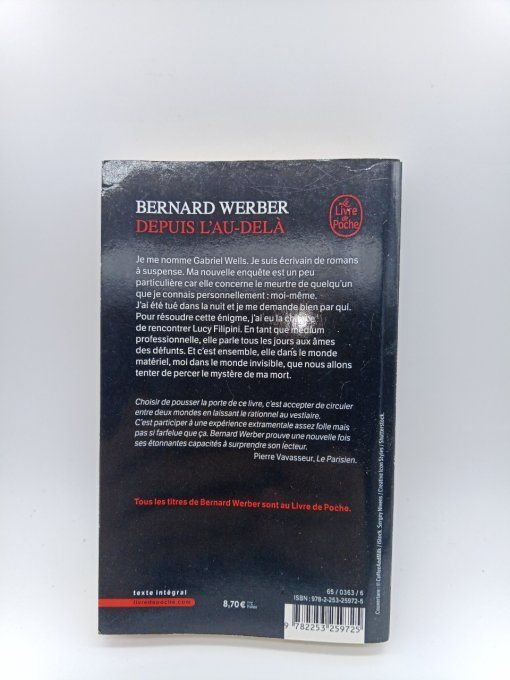 BERNARD WERBER
DEPUIS L'AU-DELÀ
Le
Livre
de
Poche
Je me nomme Gabriel Wells. Je suis écrivain de romans
à suspense. Ma nouvelle enquête est un peu
particulière car elle concerne le meurtre de quelqu'un
que je connais personnellement : moi-même.
J'ai été tué dans la nuit et je me demande bien par qui.
Pour résoudre cette énigme, j'ai eu la chance
de rencontrer Lucy Filipini. En tant que médium
professionnelle, elle parle tous les jours aux âmes
des défunts. Et c'est ensemble, elle dans le monde
matériel, moi dans le monde invisible, que nous allons
tenter de percer le mystère de ma mort.
Choisir de pousser la porte de ce livre, c'est accepter de circuler
entre deux mondes en laissant le rationnel au vestiaire.
C'est participer à une expérience extramentale assez folle mais
pas si farfelue que ça. Bernard Werber prouve une nouvelle fois
ses étonnantes capacités à surprendre son lecteur.
Pierre Vavasseur, Le Parisien.
Tous les titres de Bernard Werber sont au Livre de Poche.
texte intégral
livredepoche.com
8,70 €
65 / 0363 / 6
ISBN : 978-2-253-25972-5
9 782253 259725
Couverture : © CoffeeAndMilk / iStock. Sergey Nivens / Creative Icon Styles / Shutterstock.